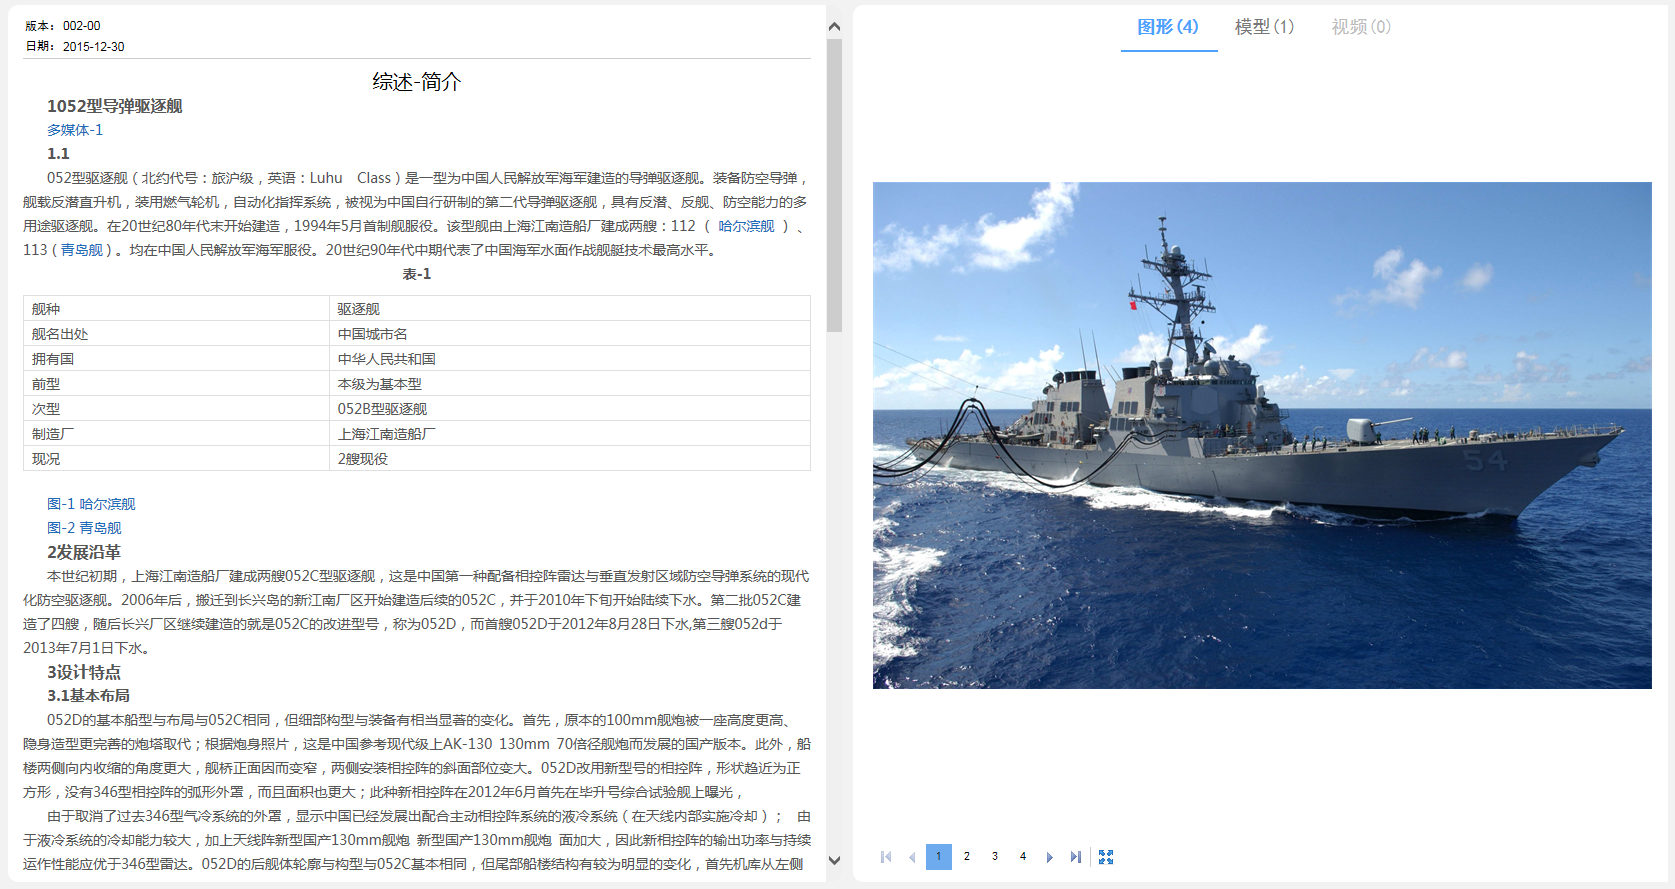 版本： 002-00
日期： 2015-12-30
综述-简介
1052型导弹驱逐舰
多媒体-1
1.1
052型驱逐舰（北约代号：旅沪级，英语：Luhu Class）是一型为中国人民解放军海军建造的导弹驱逐舰。装备防空导弹，
舰载反潜直升机，装用燃气轮机，自动化指挥系统，被视为中国自行研制的第二代导弹驱逐舰，具有反潜、反舰、防空能力的多
用途驱逐舰。在20世纪80年代末开始建造，1994年5月首制舰服役。该型舰由上海江南造船厂建成两艘：112 （ 哈尔滨舰 ） 、
113（青岛舰）。均在中国人民解放军海军服役。20世纪90年代中期代表了中国海军水面作战舰艇技术最高水平。
表-1
舰种 驱逐舰
舰名出处 中国城市名
拥有国 中华人民共和国
前型 本级为基本型
次型 052B型驱逐舰
制造厂 上海江南造船厂
现况 2艘现役
图-1 哈尔滨舰
图-2 青岛舰
2发展沿革
本世纪初期，上海江南造船厂建成两艘052C型驱逐舰，这是中国第一种配备相控阵雷达与垂直发射区域防空导弹系统的现代
化防空驱逐舰。2006年后，搬迁到长兴岛的新江南厂区开始建造后续的052C，并于2010年下旬开始陆续下水。第二批052C建
造了四艘，随后长兴厂区继续建造的就是052C的改进型号，称为052D，而首艘052D于2012年8月28日下水,第三艘052d于
2013年7月1日下水。
3设计特点
3.1基本布局
052D的基本船型与布局与052C相同，但细部构型与装备有相当显著的变化。首先，原本的100mm舰炮被一座高度更高、
隐身造型更完善的炮塔取代；根据炮身照片，这是中国参考现代级上AK-130 130mm 70倍径舰炮而发展的国产版本。此外，船
楼两侧向内收缩的角度更大，舰桥正面因而变窄，两侧安装相控阵的斜面部位变大。052D改用新型号的相控阵，形状趋近为正
方形，没有346型相控阵的弧形外罩，而且面积也更大；此种新相控阵在2012年6月首先在毕升号综合试验舰上曝光，
由于取消了过去346型气冷系统的外罩，显示中国已经发展出配合主动相控阵系统的液冷系统（在天线内部实施冷却）； 由
于液冷系统的冷却能力较大，加上天线阵新型国产130mm舰炮 新型国产130mm舰炮 面加大，因此新相控阵的输出功率与持续
运作性能应优于346型雷达。052D的后舰体轮廓与构型与052C基本相同，但尾部船楼结构有较为明显的变化，首先机库从左侧
图形(4) 模型(1) 视频(0)
54
1 2 3 4